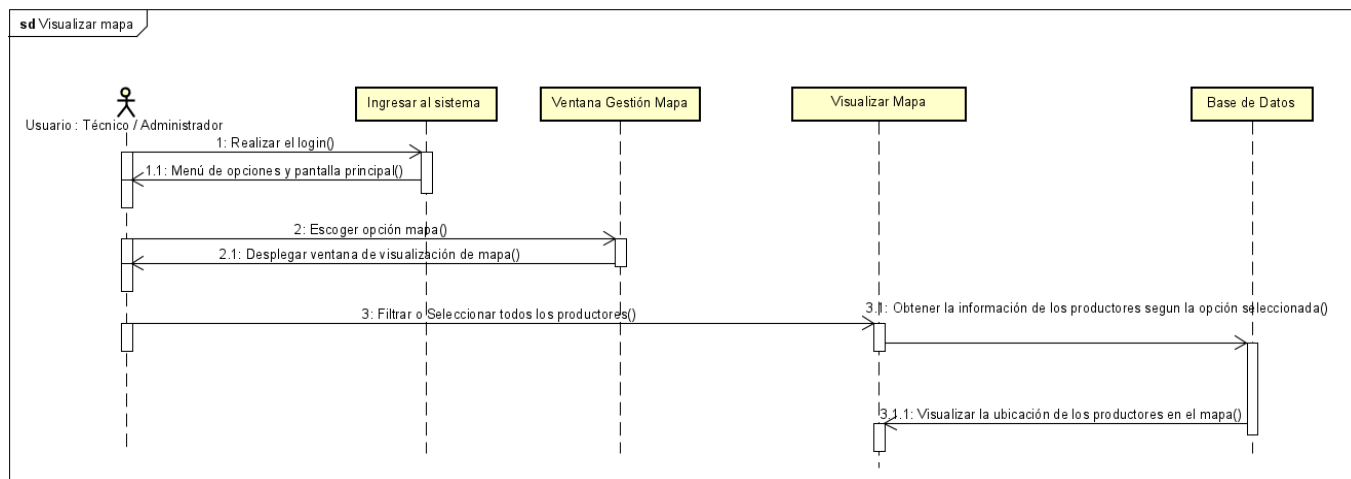 sd Visualizar mapa
Usuario : Técnico / Administrador
Ingresar al sistema
Ventana Gestión Mapa
Visualizar Mapa
Base de Datos
1: Realizar el login()
1.1: Menú de opciones y pantalla principal()
2: Escoger opción mapa()
2.1: Desplegar ventana de visualización de mapa()
3: Filtrar o Seleccionar todos los productores()
3.1: Obtener la información de los productores segun la opción seleccionada()
3.1.1: Visualizar la ubicación de los productores en el mapa()